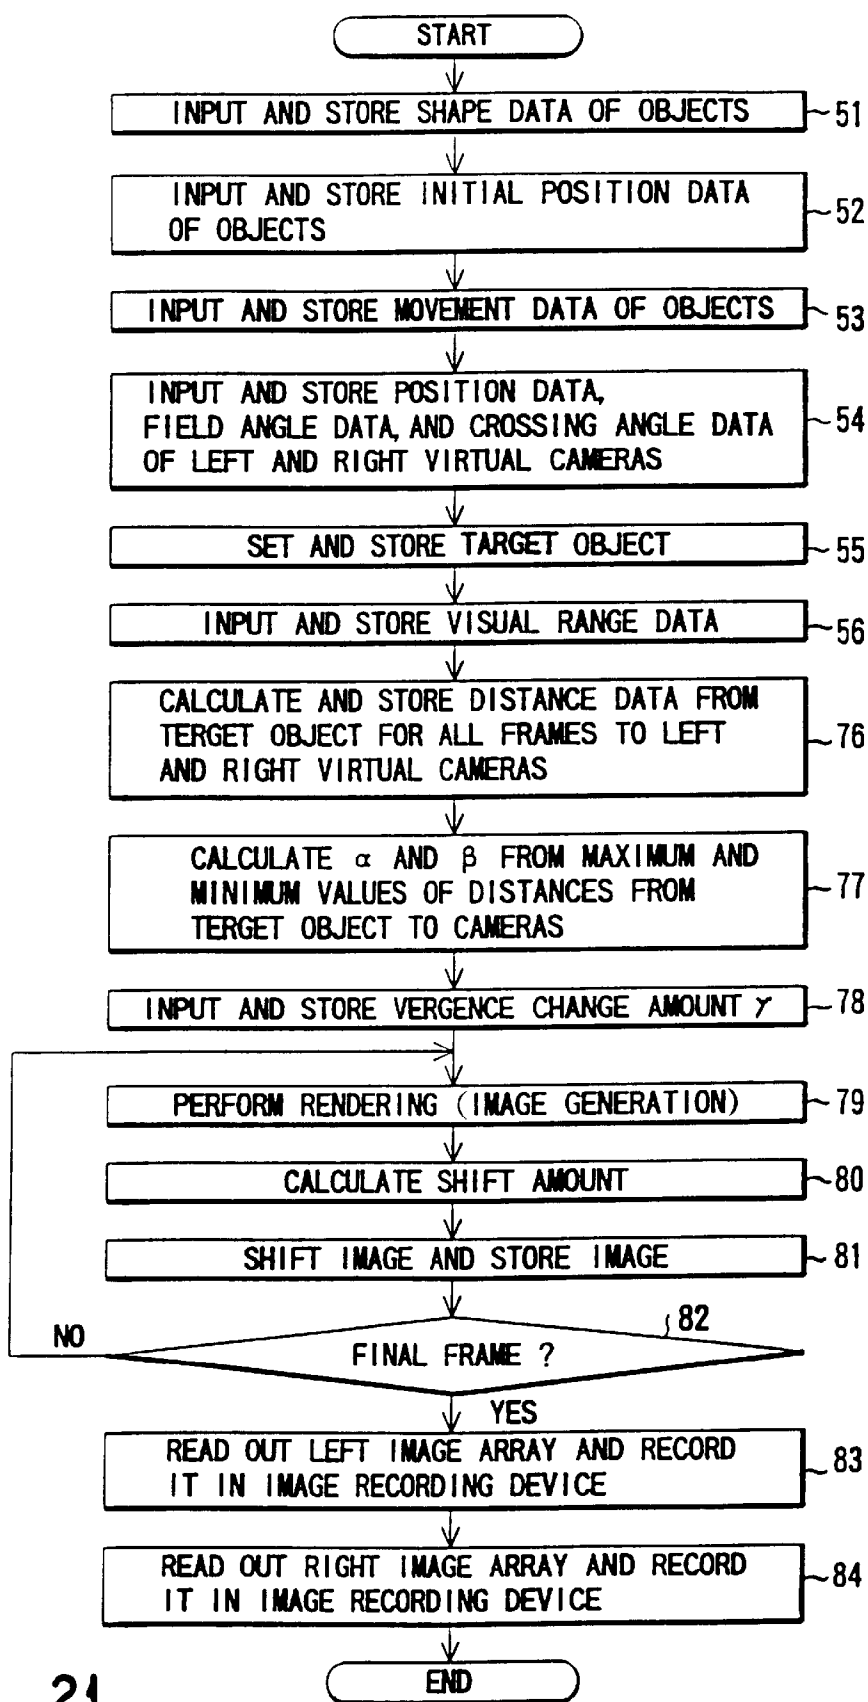 START
INPUT AND STORE SHAPE DATA OF OBJECTS
51
INPUT AND STORE INITIAL POSITION DATA
OF OBJECTS
52
INPUT AND STORE MOVEMENT DATA OF OBJECTS
53
INPUT AND STORE POSITION DATA,
FIELD ANGLE DATA, AND CROSSING ANGLE DATA
OF LEFT AND RIGHT VIRTUAL CAMERAS
54
SET AND STORE TARGET OBJECT
55
INPUT AND STORE VISUAL RANGE DATA
56
CALCULATE AND STORE DISTANCE DATA FROM
TERGET OBJECT FOR ALL FRAMES TO LEFT
AND RIGHT VIRTUAL CAMERAS
76
CALCULATE α AND β FROM MAXIMUM AND
MINIMUM VALUES OF DISTANCES FROM
TERGET OBJECT TO CAMERAS
77
INPUT AND STORE VERGENCE CHANGE AMOUNT γ
78
PERFORM RENDERING (IMAGE GENERATION)
79
CALCULATE SHIFT AMOUNT
80
SHIFT IMAGE AND STORE IMAGE
81
82
NO
FINAL FRAME ?
YES
READ OUT LEFT IMAGE ARRAY AND RECORD
IT IN IMAGE RECORDING DEVICE
83
READ OUT RIGHT IMAGE ARRAY AND RECORD
IT IN IMAGE RECORDING DEVICE
84
END
21